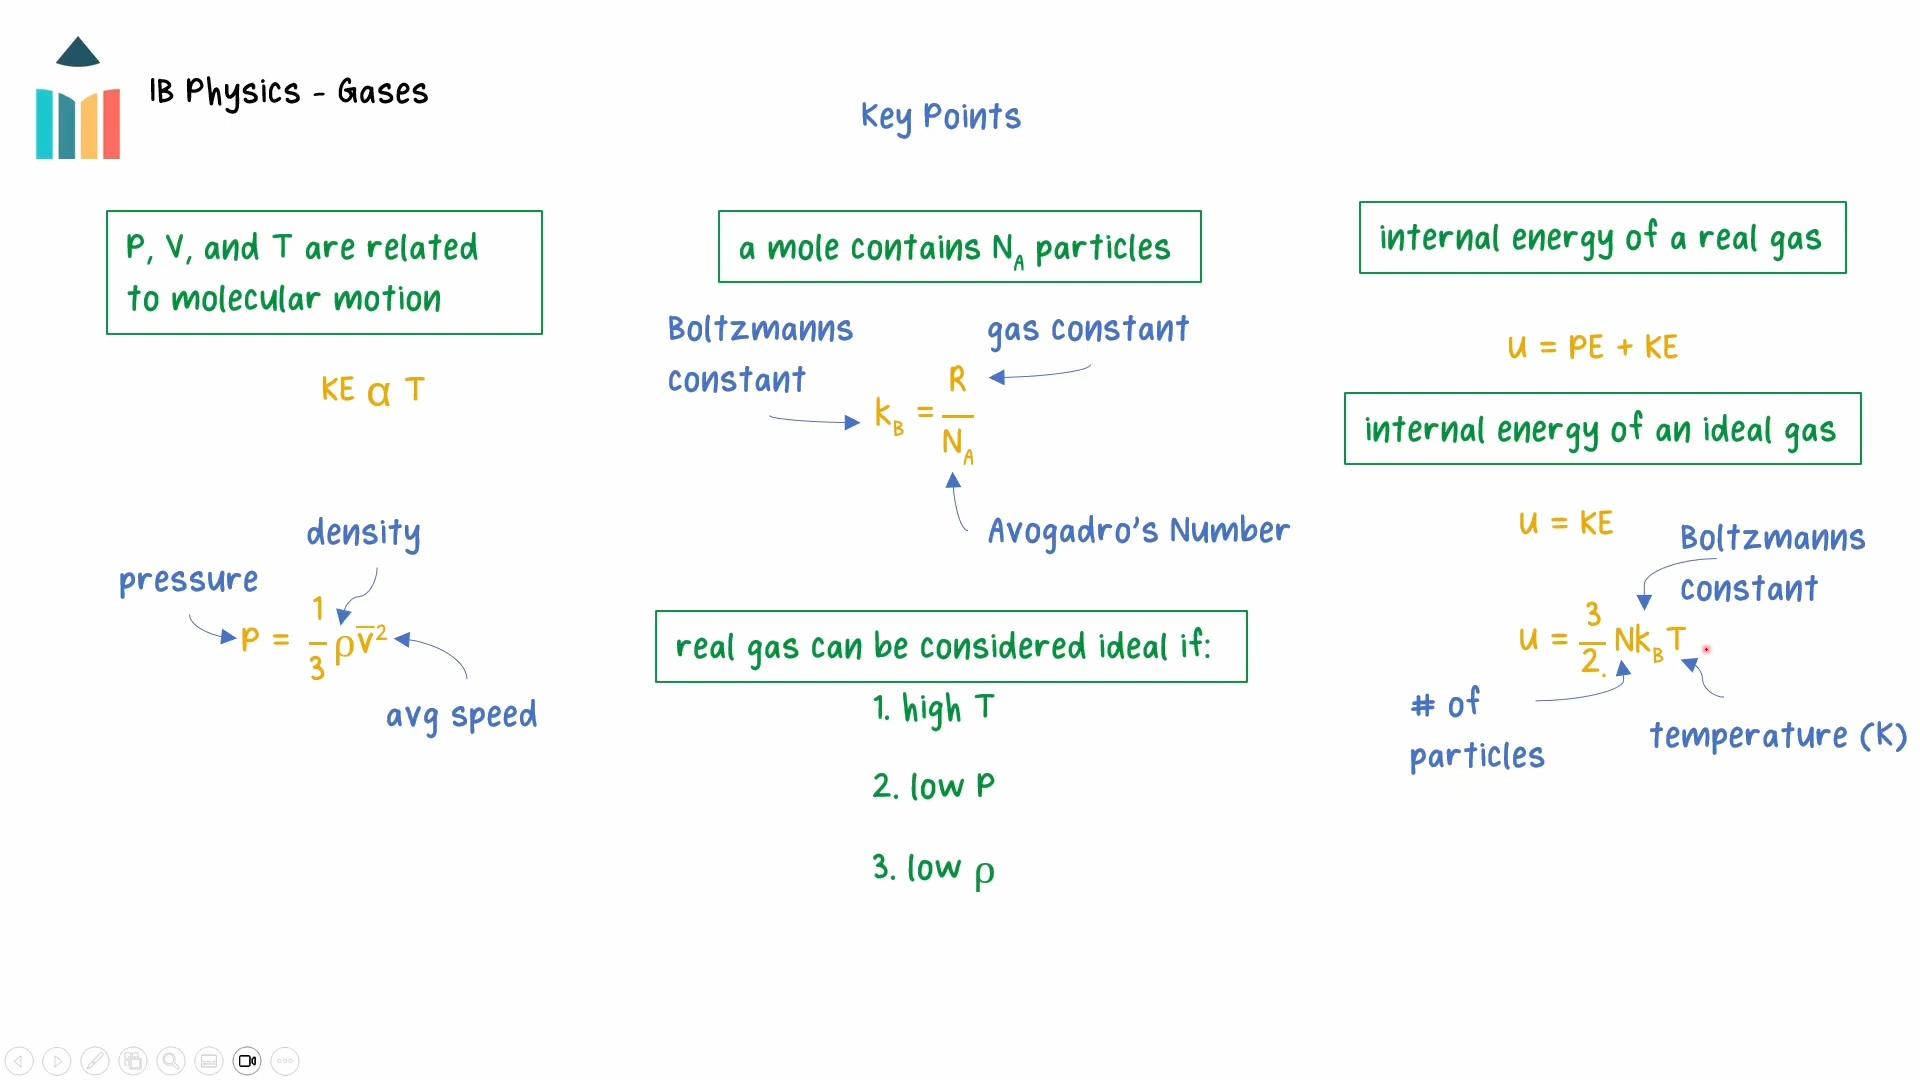 IB Physics - Gases
Key Points
P, V, and T are related
to molecular motion
KE α T
density
pressure
P = 1/3 ρv̅²
avg speed
a mole contains N_A particles
Boltzmanns
constant
gas constant
k_B = R/N_A
Avogadro's Number
real gas can be considered ideal if:
1. high T
2. low P
3. low ρ
internal energy of a real gas
U = PE + KE
internal energy of an ideal gas
U = KE
Boltzmanns
constant
U = 3/2. Nk_BT
# of
particles
temperature (K)